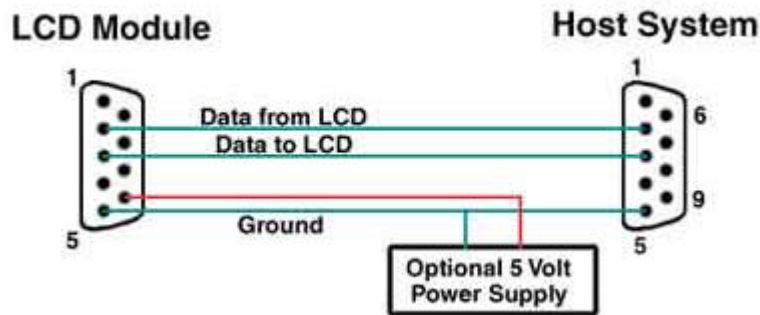 LCD Module
Host System
1
1
6
Data from LCD
Data to LCD
9
5
Ground
5
Optional 5 Volt
Power Supply